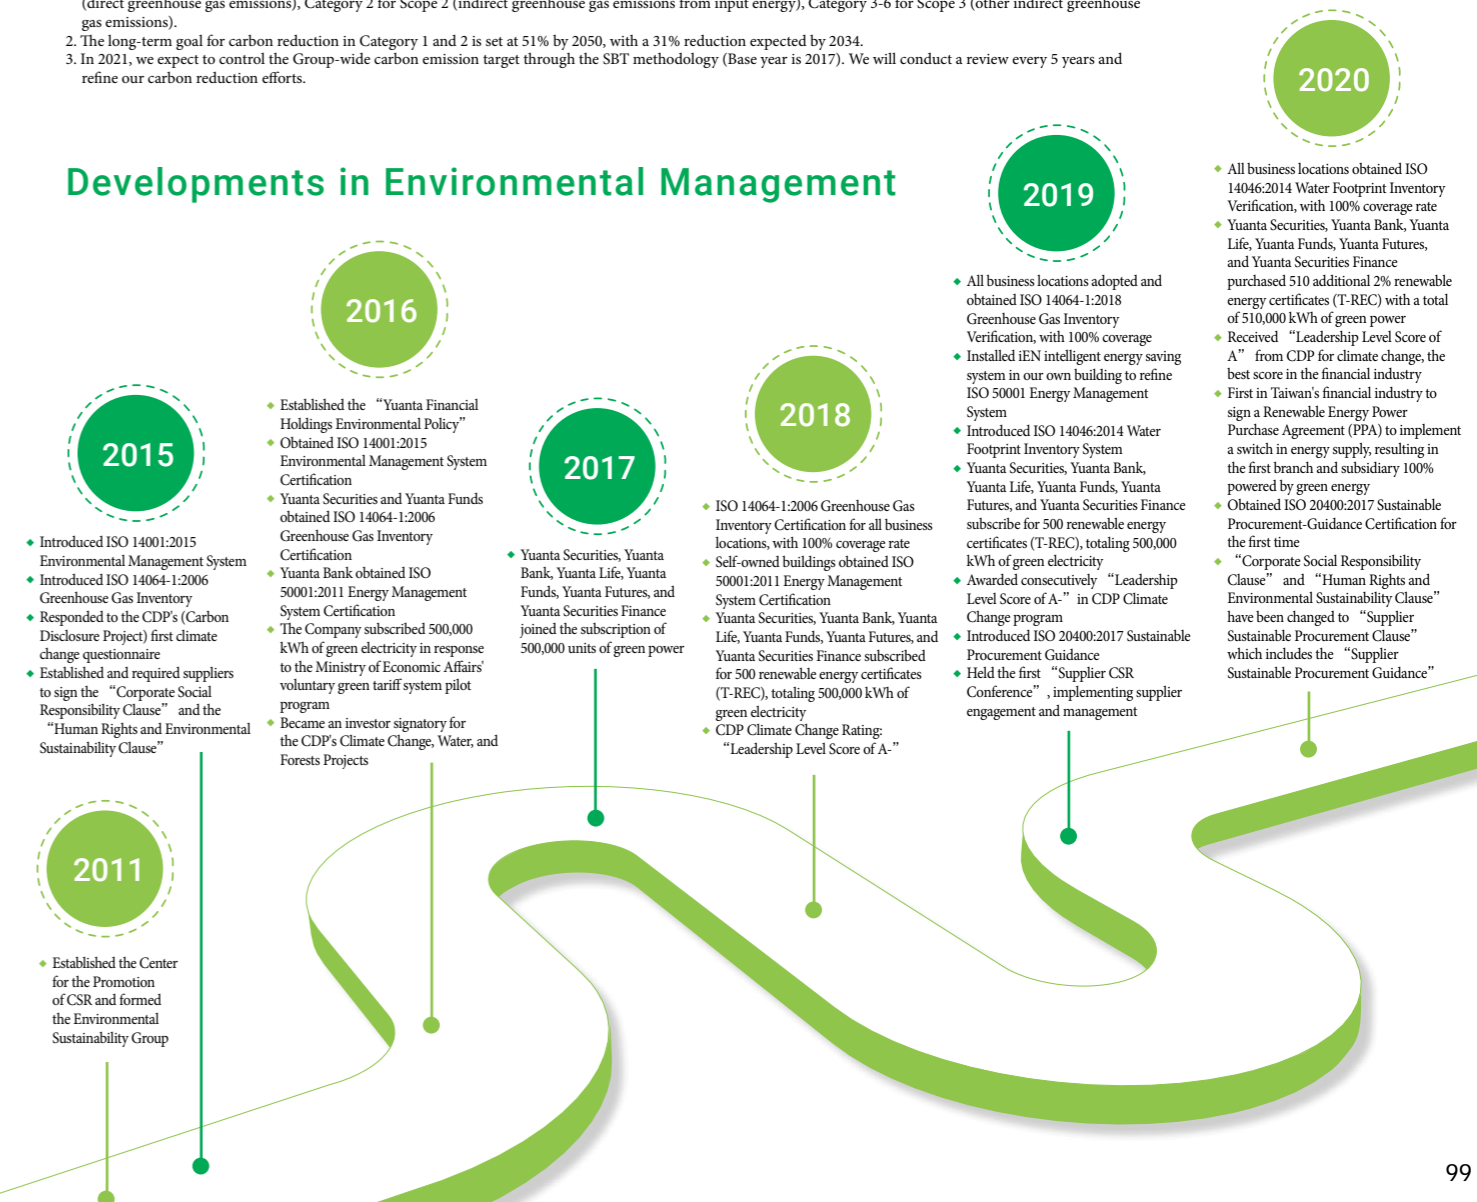 (direct greenhouse gas emissions), Category 2 for Scope 2 (indirect greenhouse gas emissions from input energy), Category 3-6 for Scope 3 (other indirect greenhouse
gas emissions).
2. The long-term goal for carbon reduction in Category 1 and 2 is set at 51% by 2050, with a 31% reduction expected by 2034.
3. In 2021, we expect to control the Group-wide carbon emission target through the SBT methodology (Base year is 2017). We will conduct a review every 5 years and
refine our carbon reduction efforts.
Developments in Environmental Management
2011
Established the Center
for the Promotion
of CSR and formed
the Environmental
Sustainability Group
2015
Introduced ISO 14001:2015
Environmental Management System
Introduced ISO 14064-1:2006
Greenhouse Gas Inventory
Responded to the CDP's (Carbon
Disclosure Project) first climate
change questionnaire
Established and required suppliers
to sign the “Corporate Social
Responsibility Clause” and the
“Human Rights and Environmental
Sustainability Clause”
2016
Established the “Yuanta Financial
Holdings Environmental Policy”
Obtained ISO 14001:2015
Environmental Management System
Certification
Yuanta Securities and Yuanta Funds
obtained ISO 14064-1:2006
Greenhouse Gas Inventory
Certification
Yuanta Bank obtained ISO
50001:2011 Energy Management
System Certification
The Company subscribed 500,000
kWh of green electricity in response
to the Ministry of Economic Affairs'
voluntary green tariff system pilot
program
Became an investor signatory for
the CDP's Climate Change, Water, and
Forests Projects
2017
Yuanta Securities, Yuanta
Bank, Yuanta Life, Yuanta
Funds, Yuanta Futures, and
Yuanta Securities Finance
joined the subscription of
500,000 units of green power
2018
ISO 14064-1:2006 Greenhouse Gas
Inventory Certification for all business
locations, with 100% coverage rate
Self-owned buildings obtained ISO
50001:2011 Energy Management
System Certification
Yuanta Securities, Yuanta Bank, Yuanta
Life, Yuanta Funds, Yuanta Futures, and
Yuanta Securities Finance subscribed
for 500 renewable energy certificates
(T-REC), totaling 500,000 kWh of
green electricity
CDP Climate Change Rating:
“Leadership Level Score of A-”
2019
All business locations adopted and
obtained ISO 14064-1:2018
Greenhouse Gas Inventory
Verification, with 100% coverage
Installed iEN intelligent energy saving
system in our own building to refine
ISO 50001 Energy Management
System
Introduced ISO 14046:2014 Water
Footprint Inventory System
Yuanta Securities, Yuanta Bank,
Yuanta Life, Yuanta Funds, Yuanta
Futures, and Yuanta Securities Finance
subscribe for 500 renewable energy
certificates (T-REC), totaling 500,000
kWh of green electricity
Awarded consecutively “Leadership
Level Score of A-” in CDP Climate
Change program
Introduced ISO 20400:2017 Sustainable
Procurement Guidance
Held the first “Supplier CSR
Conference”, implementing supplier
engagement and management
2020
All business locations obtained ISO
14046:2014 Water Footprint Inventory
Verification, with 100% coverage rate
Yuanta Securities, Yuanta Bank, Yuanta
Life, Yuanta Funds, Yuanta Futures,
and Yuanta Securities Finance
purchased 510 additional 2% renewable
energy certificates (T-REC) with a total
of 510,000 kWh of green power
Received “Leadership Level Score of
A” from CDP for climate change, the
best score in the financial industry
First in Taiwan's financial industry to
sign a Renewable Energy Power
Purchase Agreement (PPA) to implement
a switch in energy supply, resulting in
the first branch and subsidiary 100%
powered by green energy
Obtained ISO 20400:2017 Sustainable
Procurement-Guidance Certification for
the first time
“Corporate Social Responsibility
Clause” and “Human Rights and
Environmental Sustainability Clause”
have been changed to “Supplier
Sustainable Procurement Clause”
which includes the “Supplier
Sustainable Procurement Guidance”
99